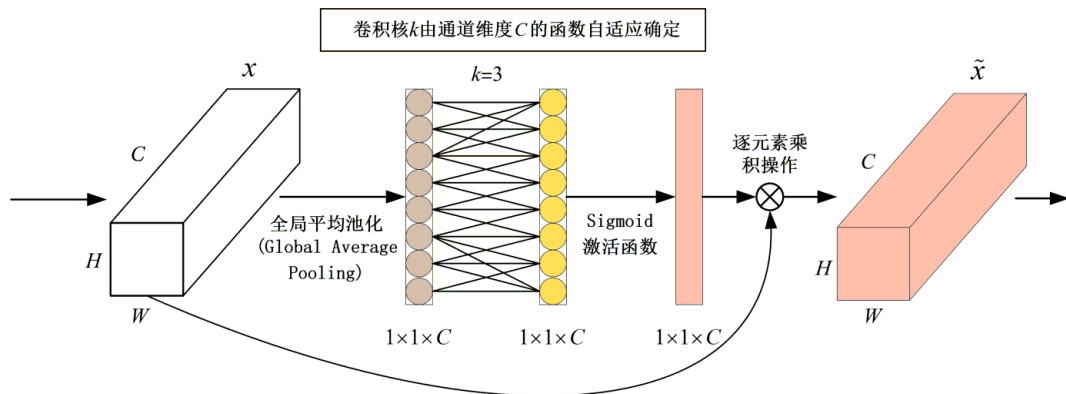 卷积核k由通道维度C的函数自适应确定
x
k=3
x̃
C
逐元素乘
积操作
C
全局平均池化
(Global Average
Pooling)
Sigmoid
激活函数
H
H
W
W
1×1×C
1×1×C
1×1×C